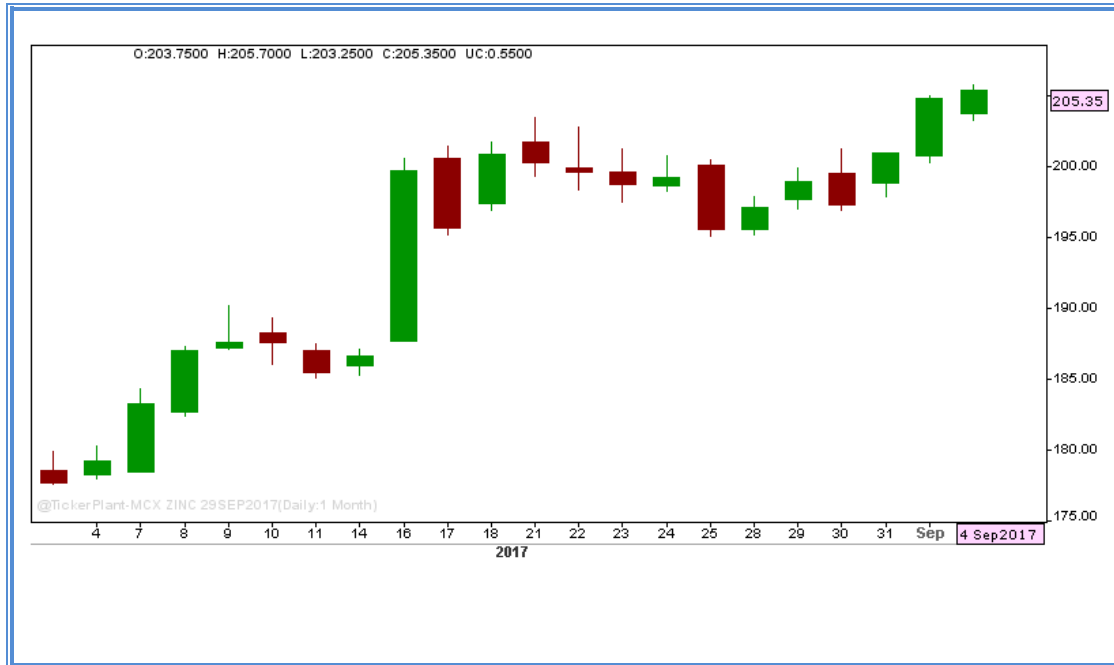 O:203.7500 H:205.7000 L:203.2500 C:205.3500 UC:0.5500
205.35
200.00
195.00
190.00
185.00
180.00
175.00
@TickerPlant-MCX ZINC 29SEP2017(Daily:1 Month)
4 7 8 9 10 11 14 16 17 18 21 22 23 24 25 28 29 30 31 Sep 4 Sep2017
2017